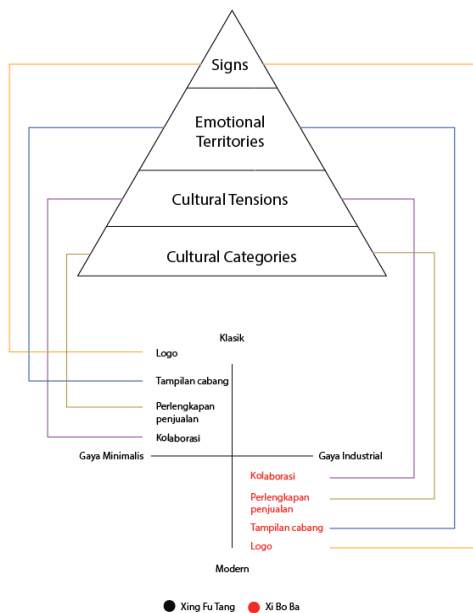 Signs
Emotional
Territories
Cultural Tensions
Cultural Categories
Klasik
Logo
Tampilan cabang
Perlengkapan
penjualan
Kolaborasi
Gaya Minimalis
Gaya Industrial
Kolaborasi
Perlengkapan
penjualan
Tampilan cabang
Logo
Modern
Xing Fu Tang
Xi Bo Ba